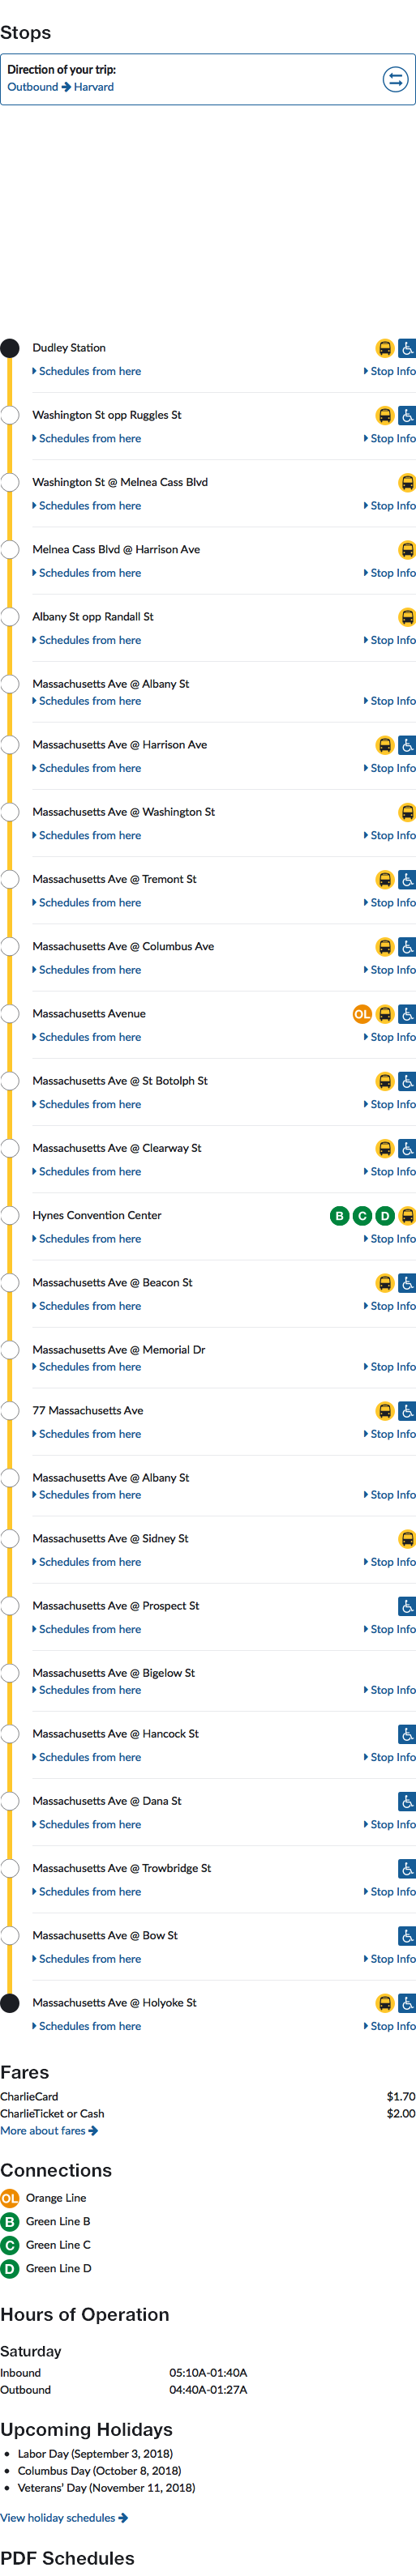 Stops
Direction of your trip:
Outbound → Harvard
Dudley Station
Schedules from here Stop Info
Washington St opp Ruggles St
Schedules from here Stop Info
Washington St @ Melnea Cass Blvd
Schedules from here Stop Info
Melnea Cass Blvd @ Harrison Ave
Schedules from here Stop Info
Albany St opp Randall St
Schedules from here Stop Info
Massachusetts Ave @ Albany St
Schedules from here Stop Info
Massachusetts Ave @ Harrison Ave
Schedules from here Stop Info
Massachusetts Ave @ Washington St
Schedules from here Stop Info
Massachusetts Ave @ Tremont St
Schedules from here Stop Info
Massachusetts Ave @ Columbus Ave
Schedules from here Stop Info
Massachusetts Avenue OL
Schedules from here Stop Info
Massachusetts Ave @ St Botolph St
Schedules from here Stop Info
Massachusetts Ave @ Clearway St
Schedules from here Stop Info
Hynes Convention Center B C D
Schedules from here Stop Info
Massachusetts Ave @ Beacon St
Schedules from here Stop Info
Massachusetts Ave @ Memorial Dr
Schedules from here Stop Info
77 Massachusetts Ave
Schedules from here Stop Info
Massachusetts Ave @ Albany St
Schedules from here Stop Info
Massachusetts Ave @ Sidney St
Schedules from here Stop Info
Massachusetts Ave @ Prospect St
Schedules from here Stop Info
Massachusetts Ave @ Bigelow St
Schedules from here Stop Info
Massachusetts Ave @ Hancock St
Schedules from here Stop Info
Massachusetts Ave @ Dana St
Schedules from here Stop Info
Massachusetts Ave @ Trowbridge St
Schedules from here Stop Info
Massachusetts Ave @ Bow St
Schedules from here Stop Info
Massachusetts Ave @ Holyoke St
Schedules from here Stop Info
Fares
CharlieCard $1.70
CharlieTicket or Cash $2.00
More about fares →
Connections
OL Orange Line
B Green Line B
C Green Line C
D Green Line D
Hours of Operation
Saturday
Inbound 05:10A-01:40A
Outbound 04:40A-01:27A
Upcoming Holidays
• Labor Day (September 3, 2018)
• Columbus Day (October 8, 2018)
• Veterans' Day (November 11, 2018)
View holiday schedules →
PDF Schedules